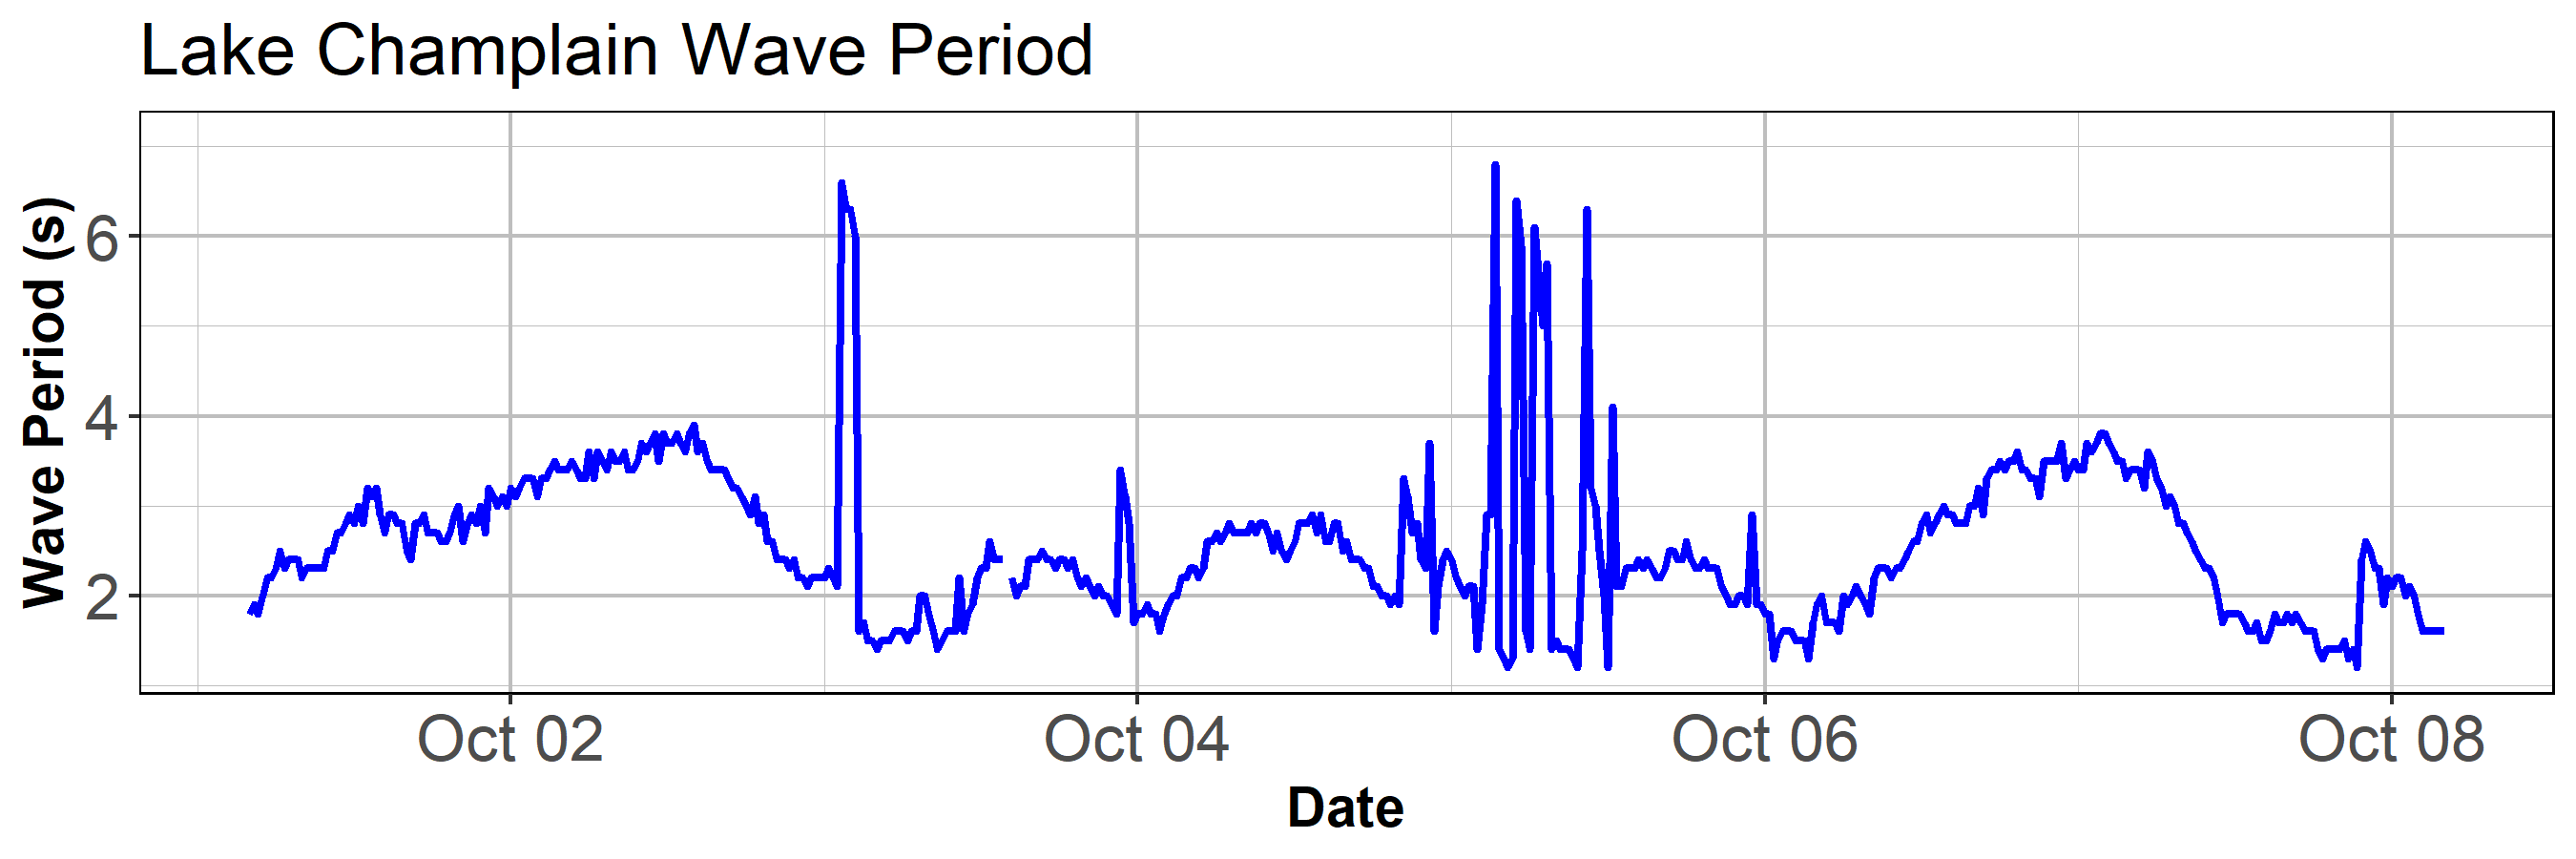 Lake Champlain Wave Period
Wave Period (s)
6
4
2
Oct 02
Oct 04
Oct 06
Oct 08
Date